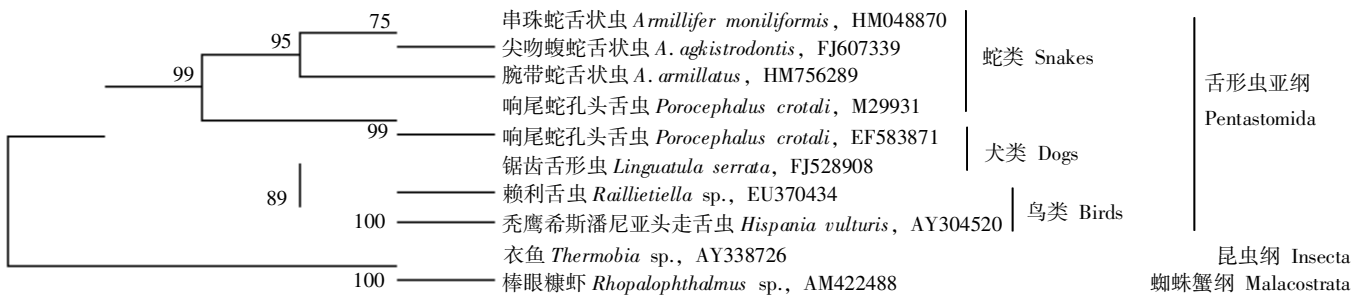 75
串珠蛇舌状虫 Armillifer moniliformis, HM048870
95
尖吻蝮蛇舌状虫 A. agkistrodontis, FJ607339
蛇类 Snakes
99
腕带蛇舌状虫 A. armillatus, HM756289
舌形虫亚纲
响尾蛇孔头舌虫 Porocephalus crotali, M29931
Pentastomida
99
响尾蛇孔头舌虫 Porocephalus crotali, EF583871
犬类 Dogs
锯齿舌形虫 Linguatula serrata, FJ528908
89
赖利舌虫 Raillietiella sp., EU370434
鸟类 Birds
100
秃鹰希斯潘尼亚头走舌虫 Hispania vulturis, AY304520
衣鱼 Thermobia sp., AY338726
昆虫纲 Insecta
100
棒眼糠虾 Rhopalophthalmus sp., AM422488
蜘蛛蟹纲 Malacostrata